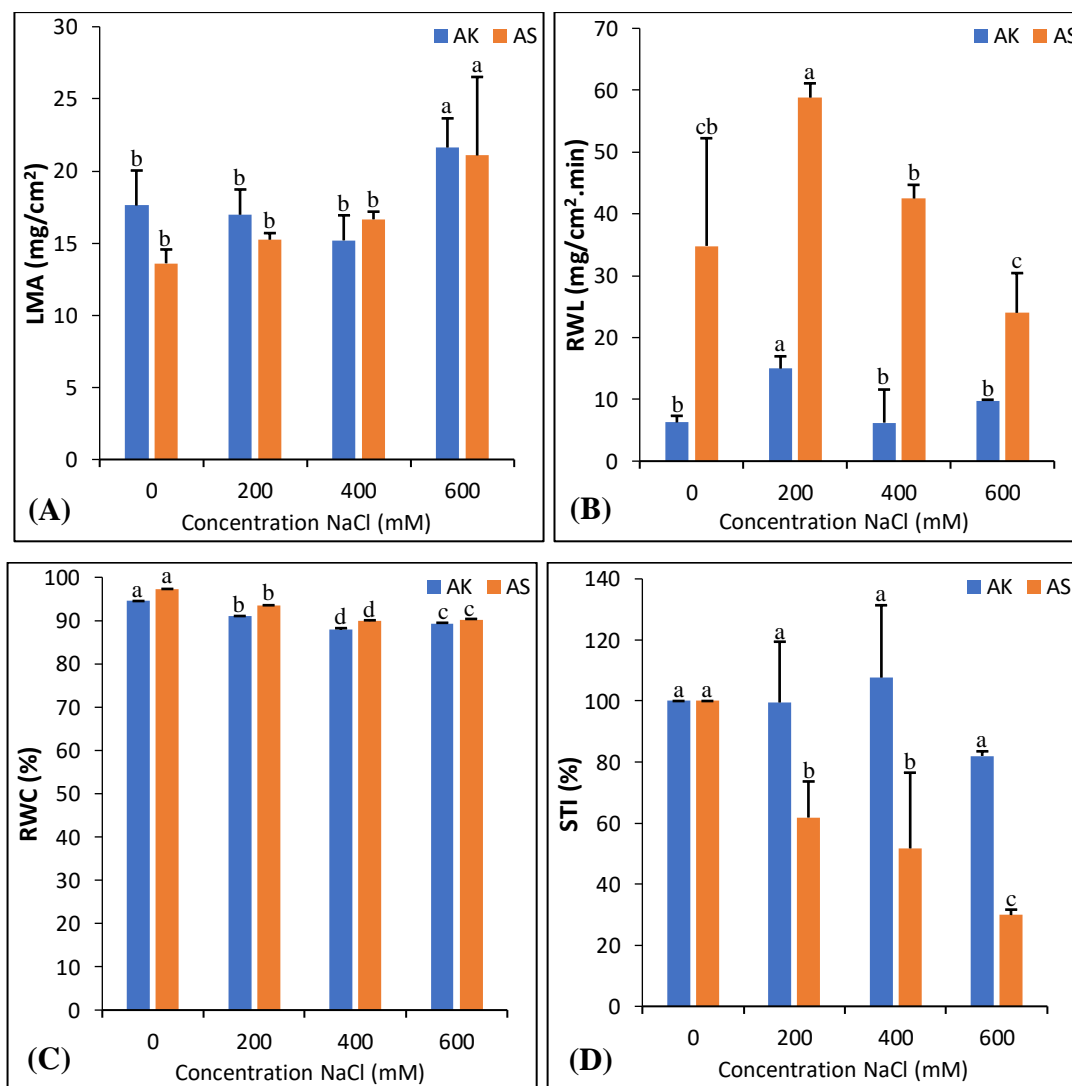 AK AS
LMA (mg/cm²)
30
25
20
15
10
5
0
b b b b b b a a
0 200 400 600
Concentration NaCl (mM)
(A)
AK AS
RWL (mg/cm².min)
70
60
50
40
30
20
10
0
b cb a a b b b c
0 200 400 600
Concentration NaCl (mM)
(B)
AK AS
RWC (%)
100
90
80
70
60
50
40
30
20
10
0
a a b b d d c c
0 200 400 600
Concentration NaCl (mM)
(C)
AK AS
STI (%)
140
120
100
80
60
40
20
0
a a a b a b a c
0 200 400 600
Concentration NaCl (mM)
(D)